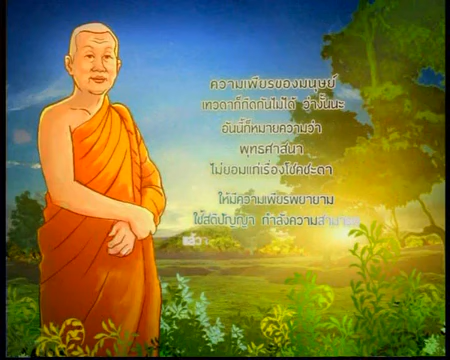 ความเพียรของมนุษย์
เทวดาก็กีดกันไม่ได้ ว่างั้นนะ
อันนี้ก็หมายความว่า
พุทธศาสนา
ไม่ยอมแพ้เรื่องโชคชะตา
ให้มีความเพียรพยายาม
ใช้สติปัญญา กำลังความสามารถ
แล้ว